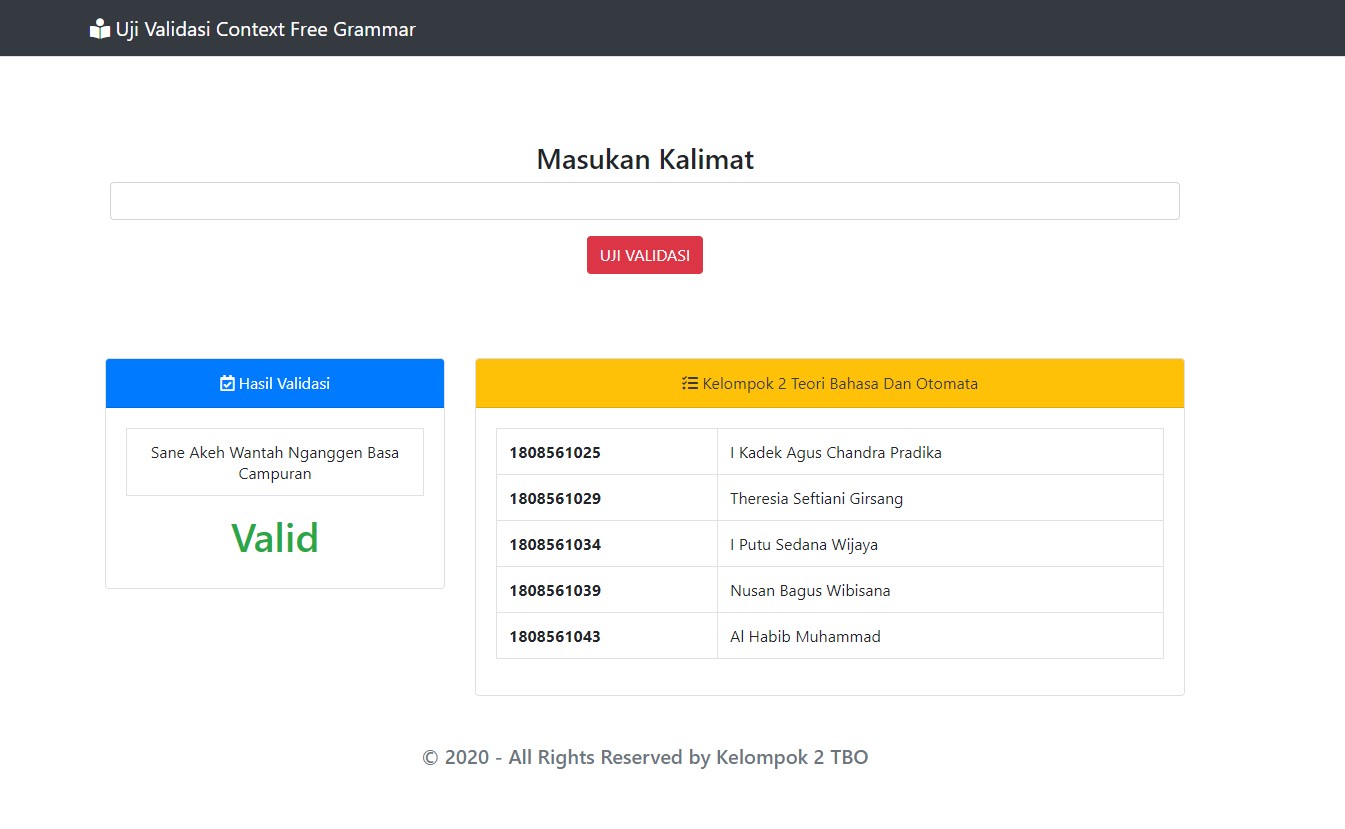 Uji Validasi Context Free Grammar
Masukan Kalimat
UJI VALIDASI
Hasil Validasi
Sane Akeh Wantah Nganggen Basa
Campuran
Valid
Kelompok 2 Teori Bahasa Dan Otomata
1808561025 I Kadek Agus Chandra Pradika
1808561029 Theresia Seftiani Girsang
1808561034 I Putu Sedana Wijaya
1808561039 Nusan Bagus Wibisana
1808561043 Al Habib Muhammad
© 2020 - All Rights Reserved by Kelompok 2 TBO